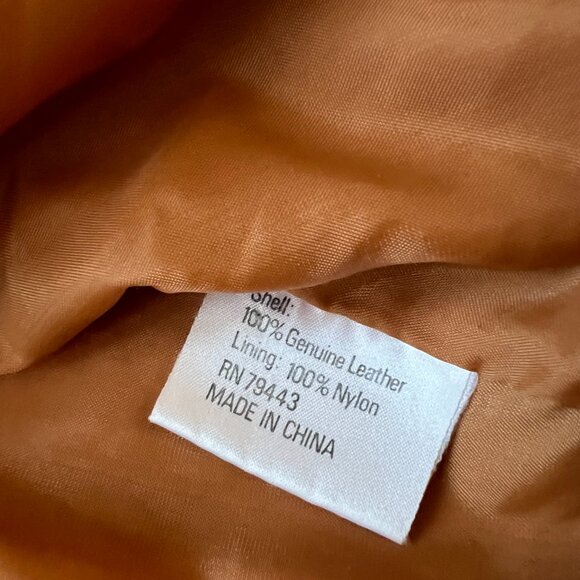 Shell:
100% Genuine Leather
Lining: 100% Nylon
RN 79443
MADE IN CHINA